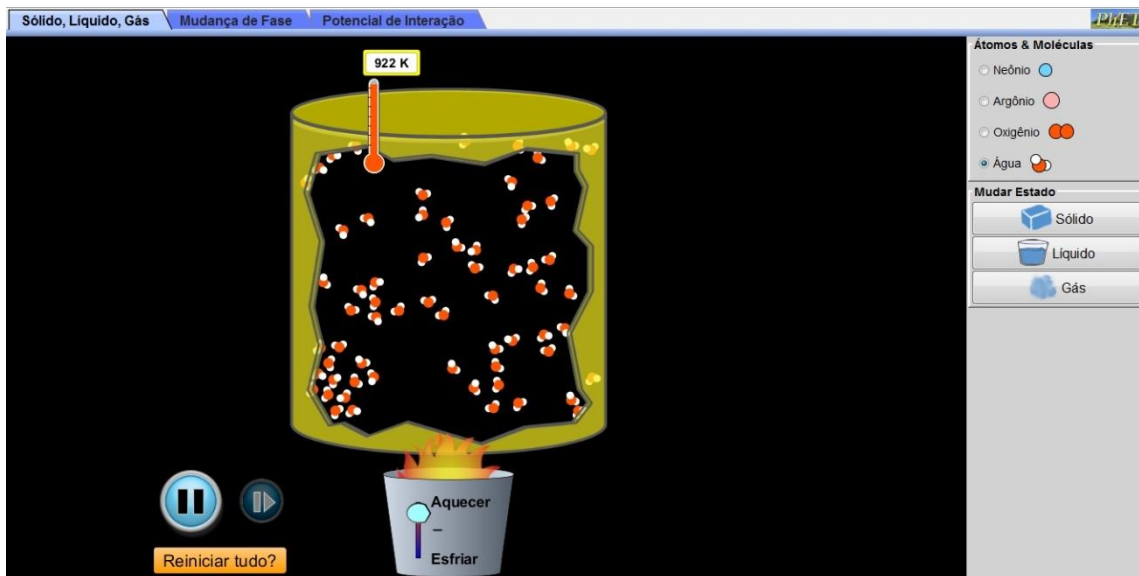 Sólido, Líquido, Gás
Mudança de Fase
Potencial de Interação
PhET
922 K
Átomos & Moléculas
Neônio
Argônio
Oxigênio
Água
Mudar Estado
Sólido
Líquido
Gás
Aquecer
Esfriar
Reiniciar tudo?